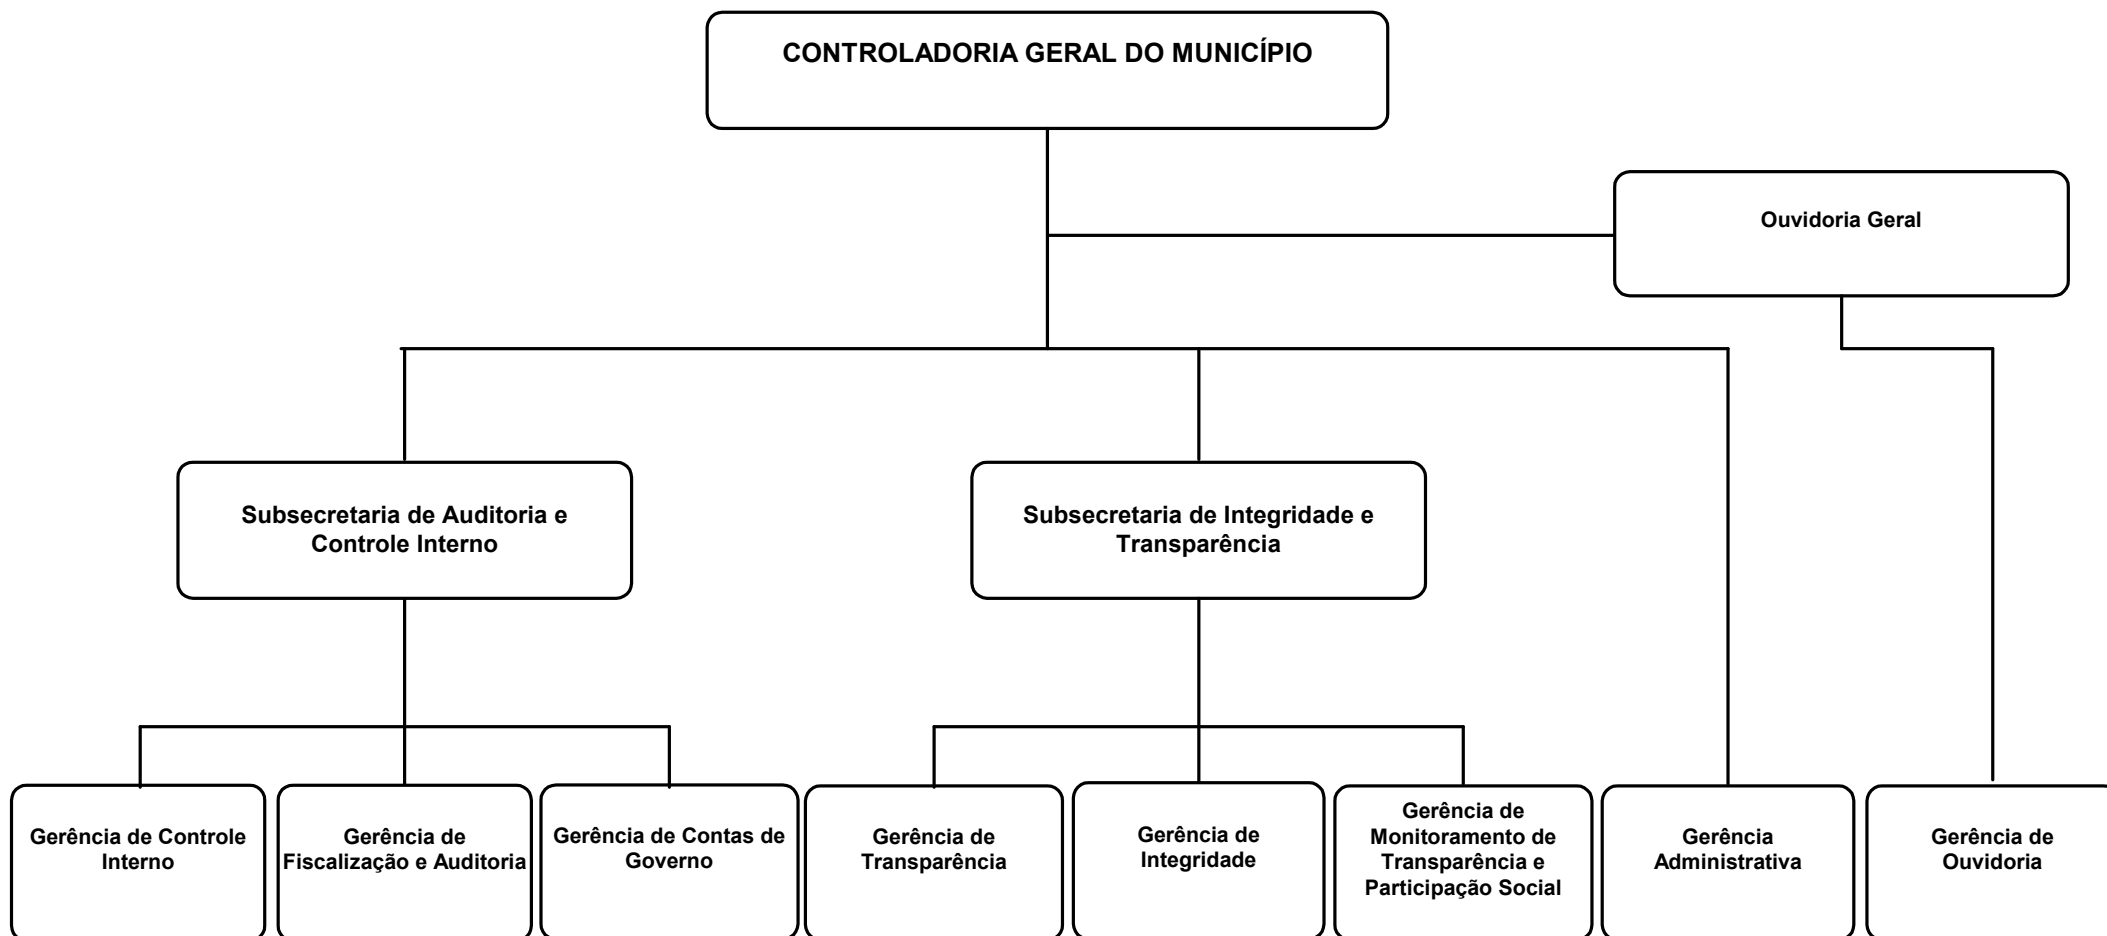 CONTROLADORIA GERAL DO MUNICÍPIO
Ouvidoria Geral
Subsecretaria de Auditoria e
Controle Interno
Subsecretaria de Integridade e
Transparência
Gerência de Controle
Interno
Gerência de
Fiscalização e Auditoria
Gerência de Contas de
Governo
Gerência de
Transparência
Gerência de
Integridade
Gerência de
Monitoramento de
Transparência e
Participação Social
Gerência
Administrativa
Gerência de
Ouvidoria